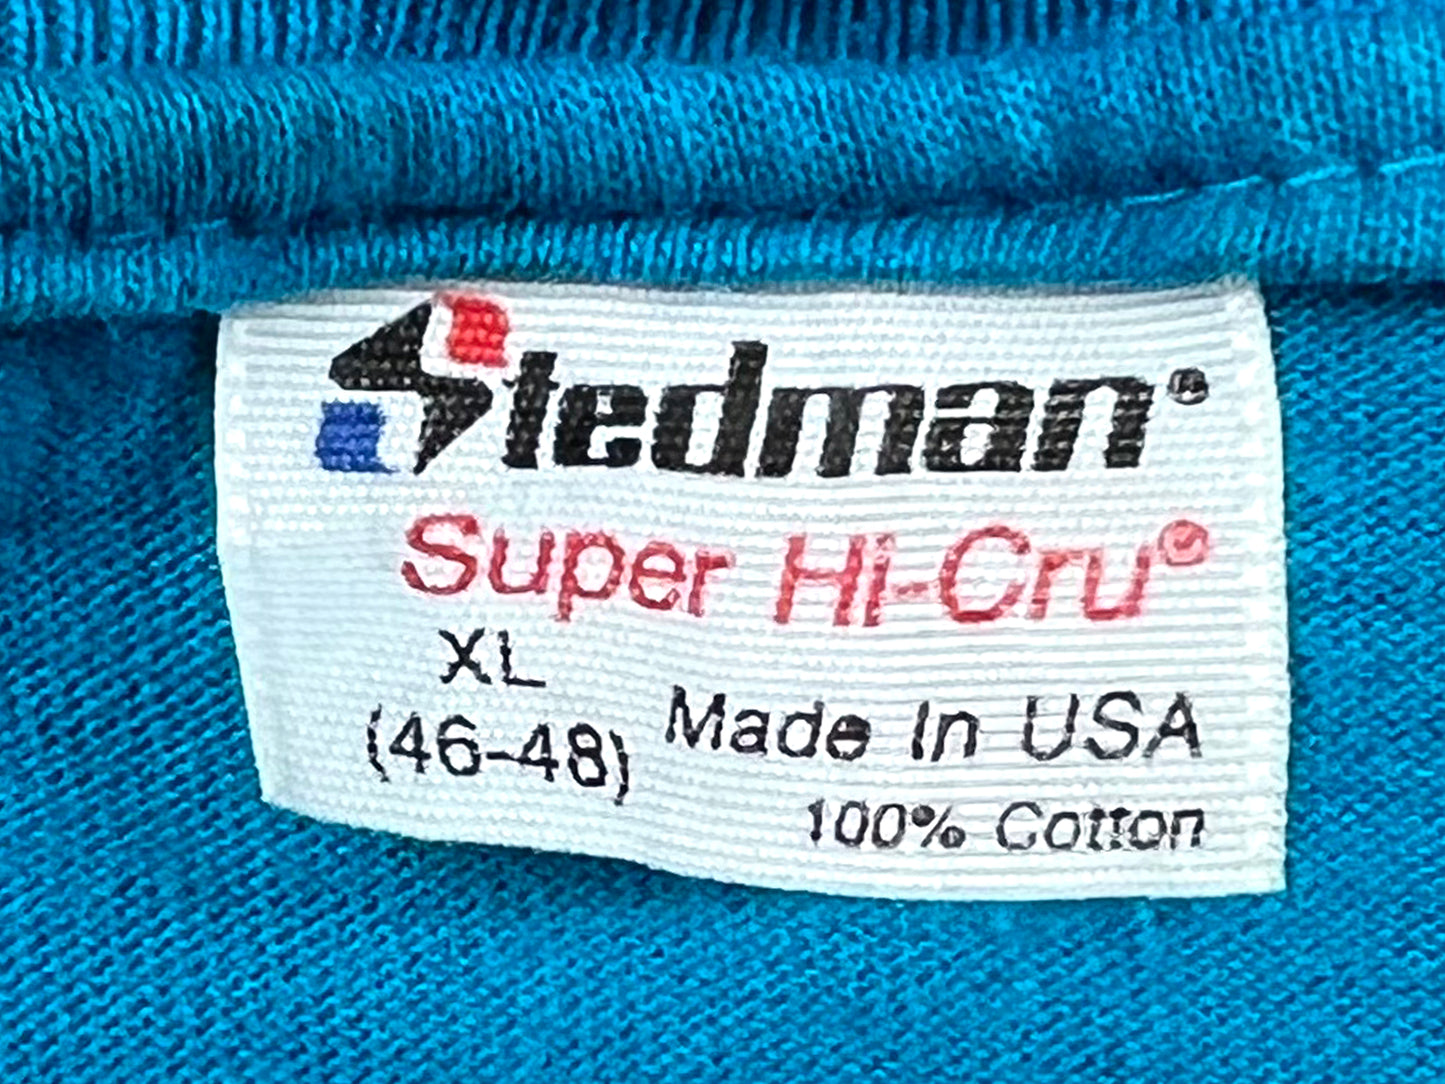 Stedman®
Super Hi-Cru®
XL
(46-48) Made In USA
100% Cotton